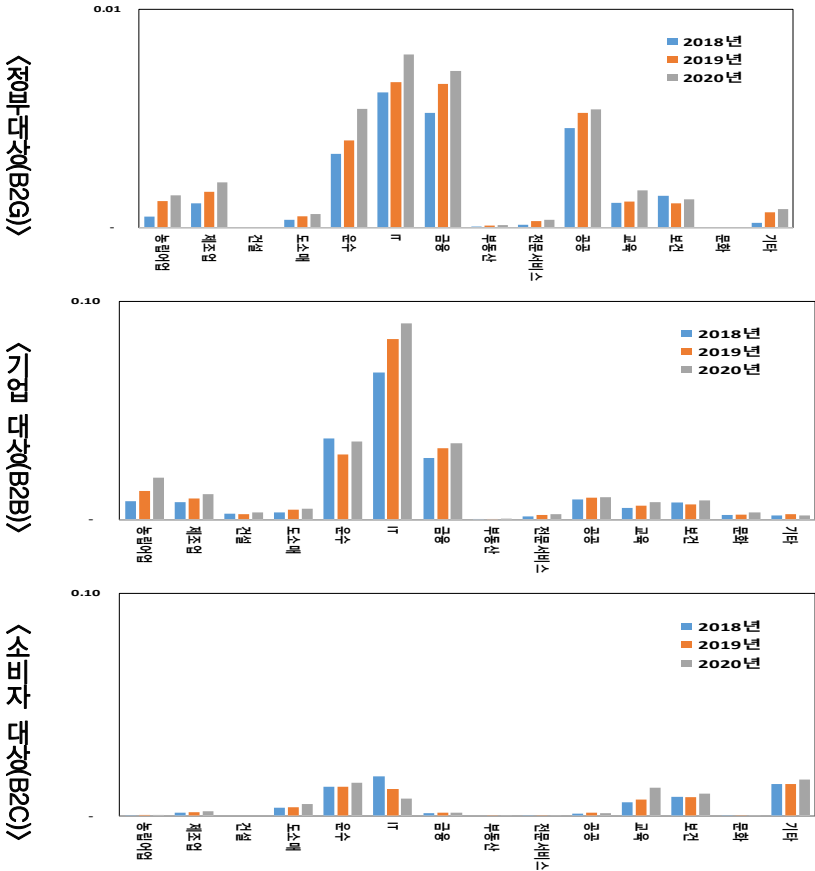 <정부대상(B2G)>
0.01
-
2018년
2019년
2020년
농림어업 제조업 건설 도소매 운수 IT 금융 부동산 전문서비스 공공 교육 보건 문화 기타
<기업 대상(B2B)>
0.10
-
2018년
2019년
2020년
농림어업 제조업 건설 도소매 운수 IT 금융 부동산 전문서비스 공공 교육 보건 문화 기타
<소비자 대상(B2C)>
0.10
-
2018년
2019년
2020년
농림어업 제조업 건설 도소매 운수 IT 금융 부동산 전문서비스 공공 교육 보건 문화 기타